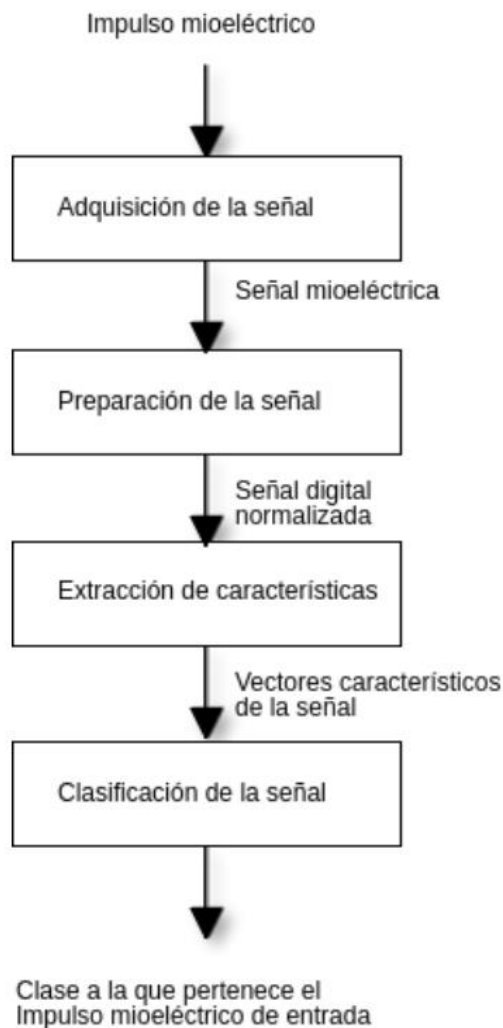 Impulso mioeléctrico
Adquisición de la señal
Señal mioeléctrica
Preparación de la señal
Señal digital
normalizada
Extracción de característícas
Vectores característicos
de la señal
Clasificación de la señal
Clase a la que pertenece el
Impulso mioeléctrico de entrada